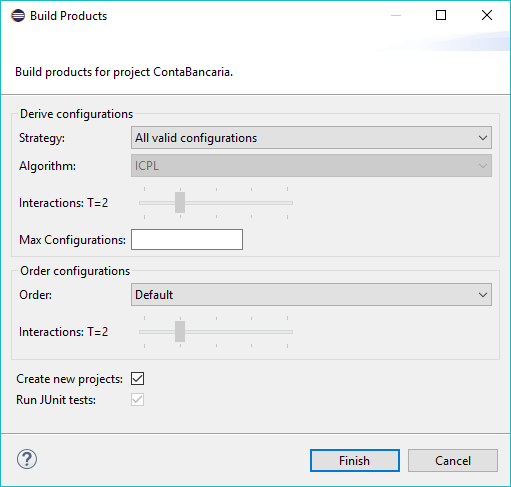 Build Products
Build products for project ContaBancaria.
Derive configurations
Strategy: All valid configurations
Algorithm: ICPL
Interactions: T=2
Max Configurations:
Order configurations
Order: Default
Interactions: T=2
Create new projects:
Run JUnit tests:
? Finish Cancel